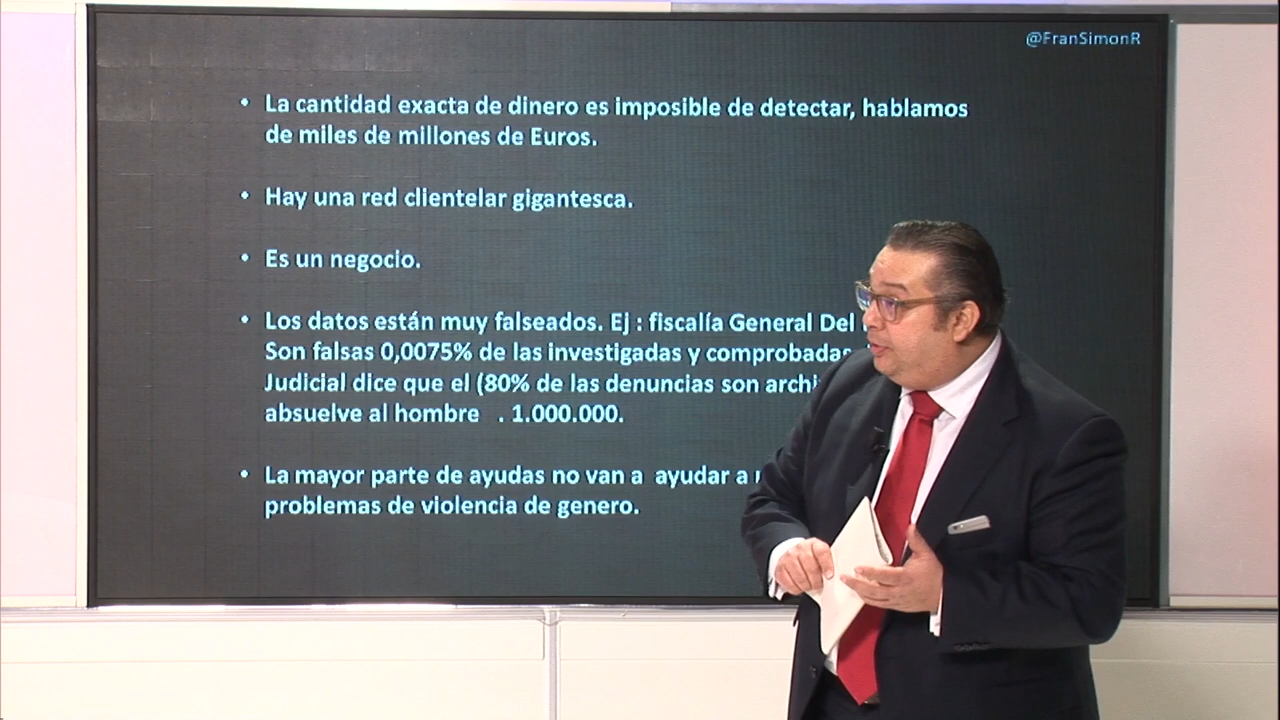 @FranSimonR
• La cantidad exacta de dinero es imposible de detectar, hablamos
de miles de millones de Euros.
• Hay una red clientelar gigantesca.
• Es un negocio.
• Los datos están muy falseados. Ej : fiscalía General Del
Son falsas 0,0075% de las investigadas y comprobadas
Judicial dice que el (80% de las denuncias son
absuelve al hombre . 1.000.000.
• La mayor parte de ayudas no van a ayudar a
problemas de violencia de genero.